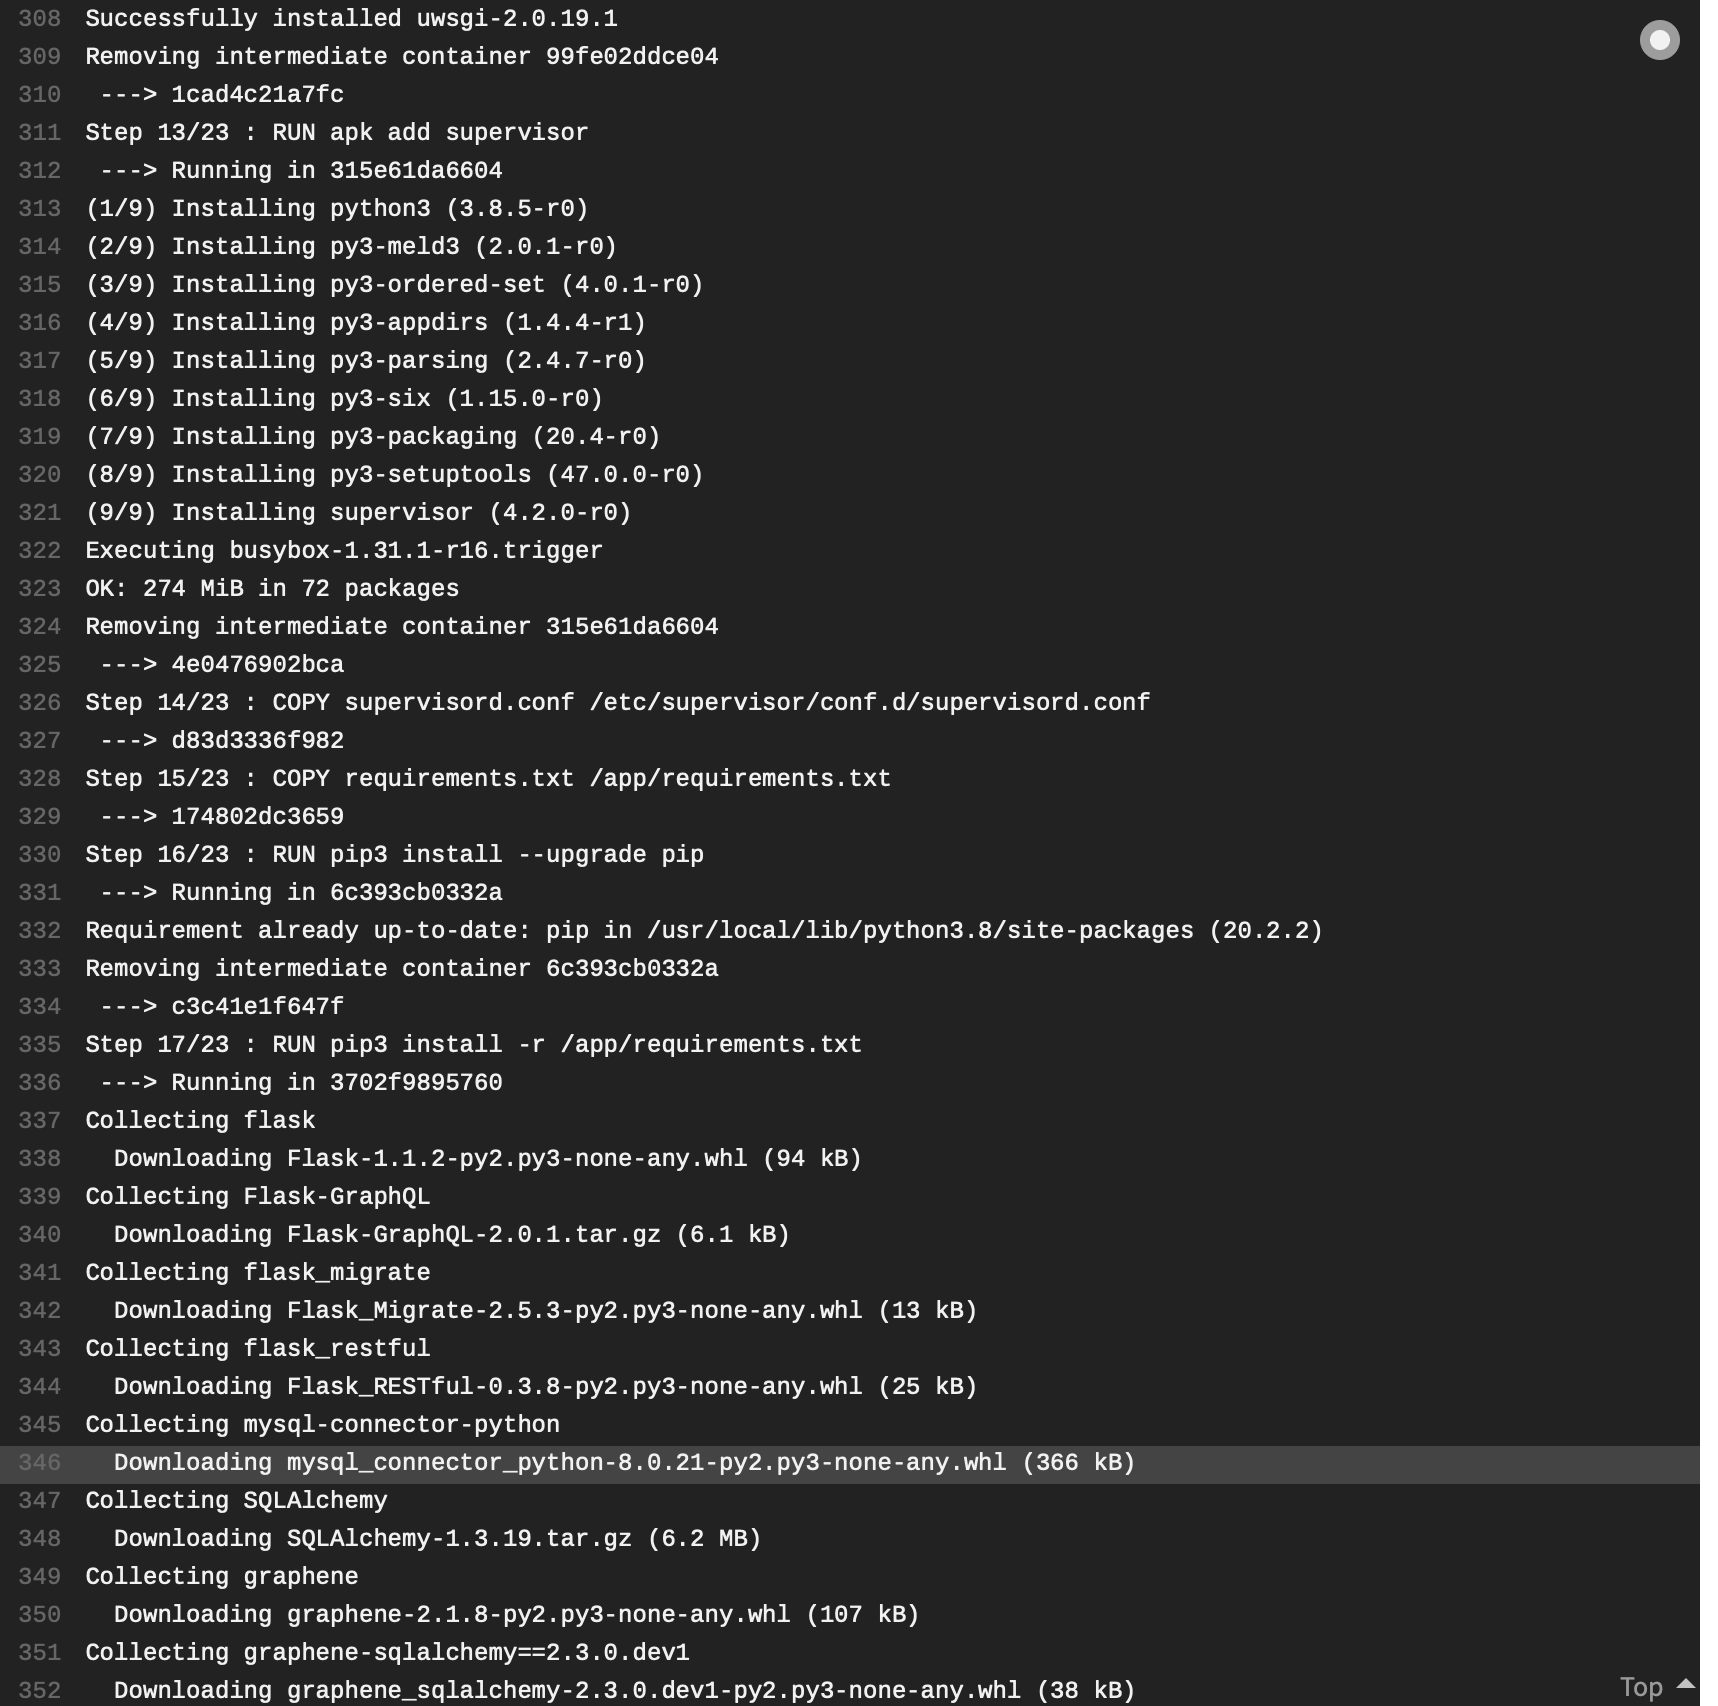 308 Successfully installed uwsgi-2.0.19.1
309 Removing intermediate container 99fe02ddce04
310  ---> 1cad4c21a7fc
311 Step 13/23 : RUN apk add supervisor
312  ---> Running in 315e61da6604
313 (1/9) Installing python3 (3.8.5-r0)
314 (2/9) Installing py3-meld3 (2.0.1-r0)
315 (3/9) Installing py3-ordered-set (4.0.1-r0)
316 (4/9) Installing py3-appdirs (1.4.4-r1)
317 (5/9) Installing py3-parsing (2.4.7-r0)
318 (6/9) Installing py3-six (1.15.0-r0)
319 (7/9) Installing py3-packaging (20.4-r0)
320 (8/9) Installing py3-setuptools (47.0.0-r0)
321 (9/9) Installing supervisor (4.2.0-r0)
322 Executing busybox-1.31.1-r16.trigger
323 OK: 274 MiB in 72 packages
324 Removing intermediate container 315e61da6604
325  ---> 4e0476902bca
326 Step 14/23 : COPY supervisord.conf /etc/supervisor/conf.d/supervisord.conf
327  ---> d83d3336f982
328 Step 15/23 : COPY requirements.txt /app/requirements.txt
329  ---> 174802dc3659
330 Step 16/23 : RUN pip3 install --upgrade pip
331  ---> Running in 6c393cb0332a
332 Requirement already up-to-date: pip in /usr/local/lib/python3.8/site-packages (20.2.2)
333 Removing intermediate container 6c393cb0332a
334  ---> c3c41e1f647f
335 Step 17/23 : RUN pip3 install -r /app/requirements.txt
336  ---> Running in 3702f9895760
337 Collecting flask
338   Downloading Flask-1.1.2-py2.py3-none-any.whl (94 kB)
339 Collecting Flask-GraphQL
340   Downloading Flask-GraphQL-2.0.1.tar.gz (6.1 kB)
341 Collecting flask_migrate
342   Downloading Flask_Migrate-2.5.3-py2.py3-none-any.whl (13 kB)
343 Collecting flask_restful
344   Downloading Flask_RESTful-0.3.8-py2.py3-none-any.whl (25 kB)
345 Collecting mysql-connector-python
346   Downloading mysql_connector_python-8.0.21-py2.py3-none-any.whl (366 kB)
347 Collecting SQLAlchemy
348   Downloading SQLAlchemy-1.3.19.tar.gz (6.2 MB)
349 Collecting graphene
350   Downloading graphene-2.1.8-py2.py3-none-any.whl (107 kB)
351 Collecting graphene-sqlalchemy==2.3.0.dev1
352   Downloading graphene_sqlalchemy-2.3.0.dev1-py2.py3-none-any.whl (38 kB)
Top